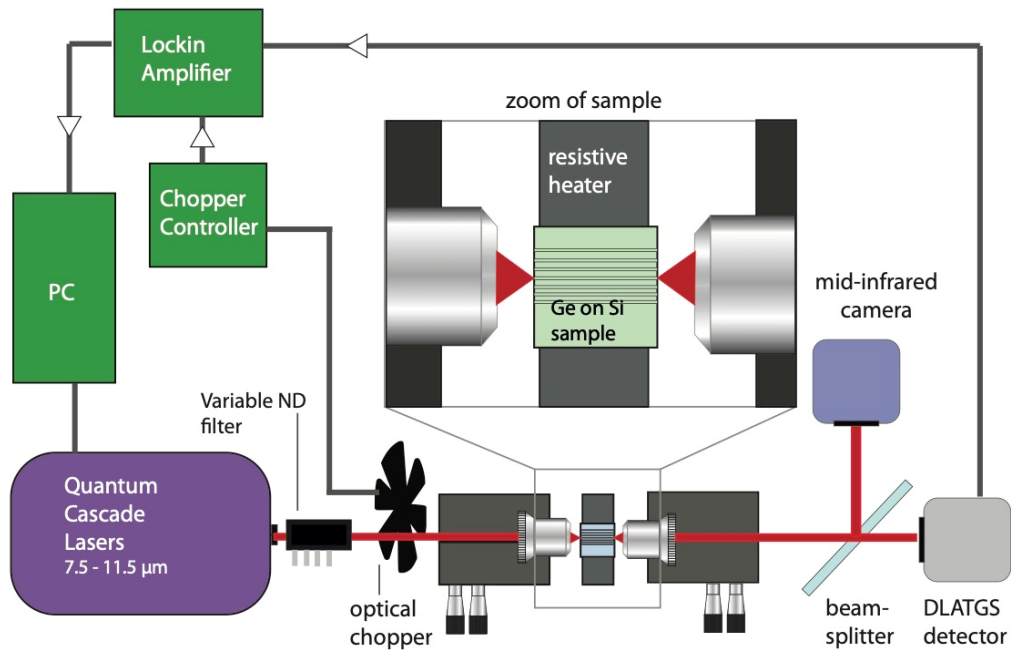 Lockin
Amplifier
zoom of sample
resistive
heater
Chopper
Controller
PC
Ge on Si
sample
mid-infrared
camera
Variable ND
filter
Quantum
Cascade
Lasers
7.5 - 11.5 µm
optical
chopper
beam-
splitter
DLATGS
detector